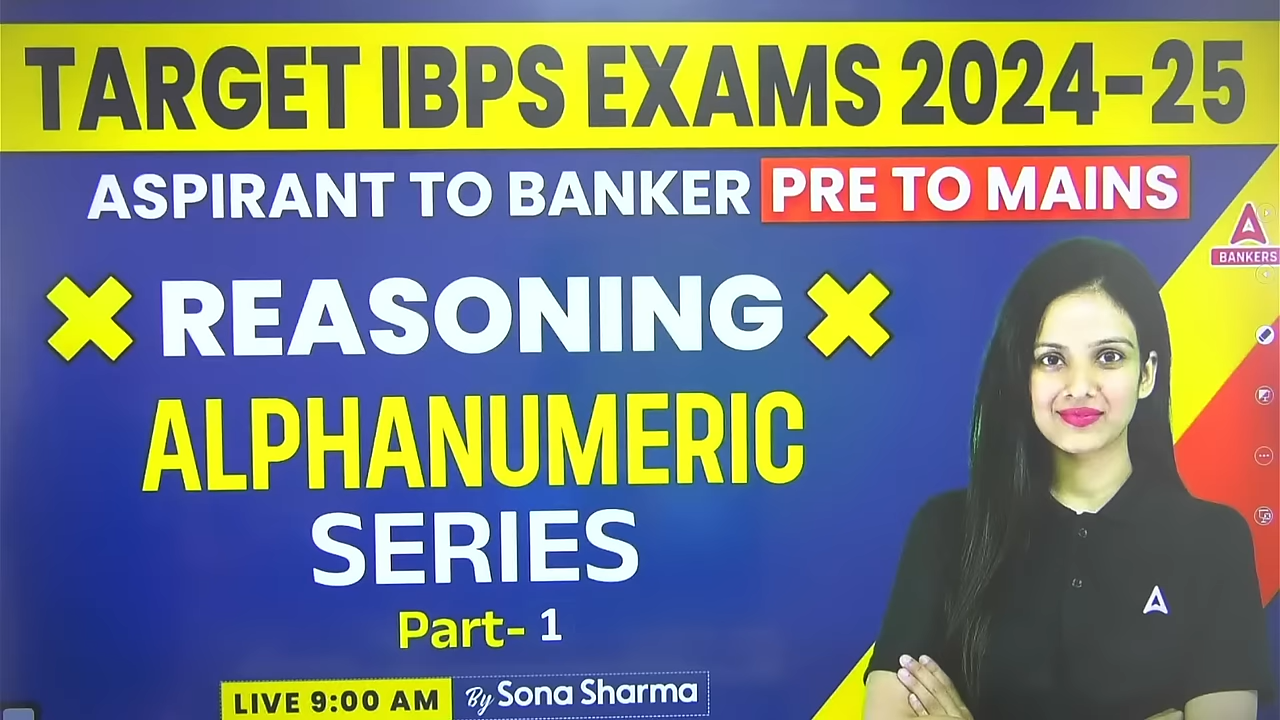 TARGET IBPS EXAMS 2024-25
ASPIRANT TO BANKER PRE TO MAINS
BANKERS
REASONING
ALPHANUMERIC
SERIES
Part- 1
LIVE 9:00 AM By Sona Sharma